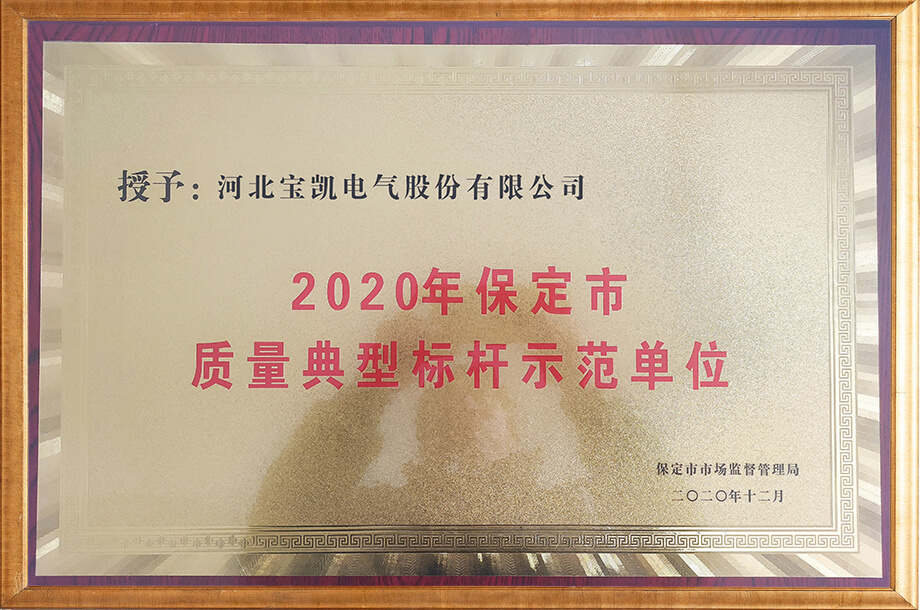 授予：河北宝凯电气股份有限公司
2020年保定市
质量典型标杆示范单位
保定市市场监督管理局
二〇二〇年十二月